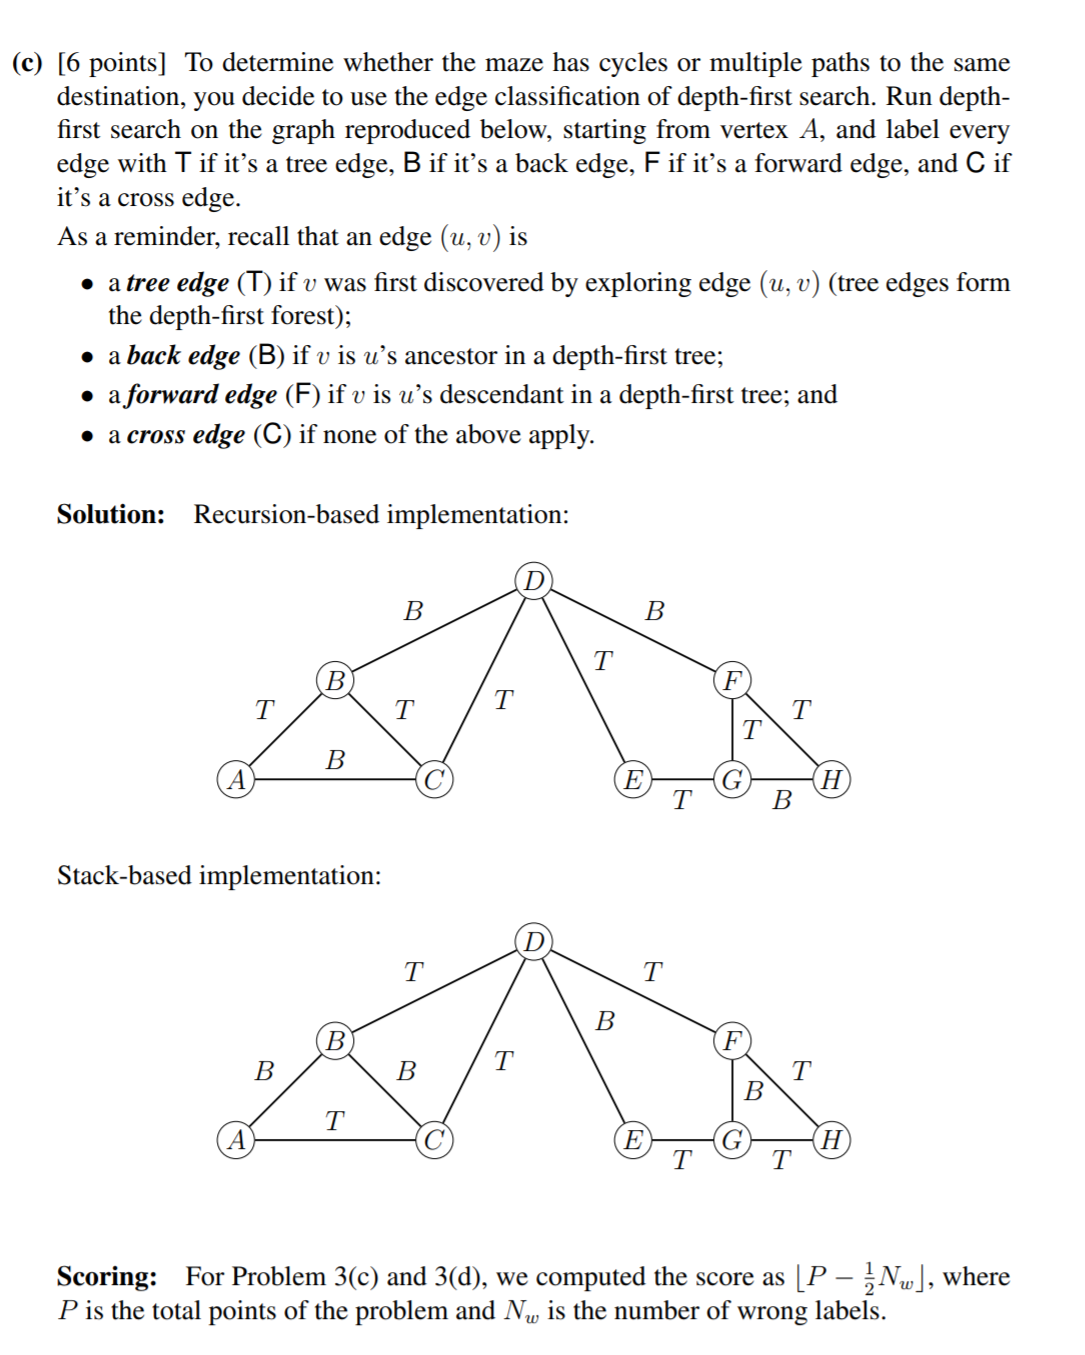 (c) [6 points] To determine whether the maze has cycles or multiple paths to the same
destination, you decide to use the edge classification of depth-first search. Run depth-
first search on the graph reproduced below, starting from vertex A, and label every
edge with T if it's a tree edge, B if it's a back edge, F if it's a forward edge, and C if
it's a cross edge.
As a reminder, recall that an edge (u, v) is
• a tree edge (T) if v was first discovered by exploring edge (u, v) (tree edges form
the depth-first forest);
• a back edge (B) if v is u's ancestor in a depth-first tree;
• a forward edge (F) if v is u's descendant in a depth-first tree; and
• a cross edge (C) if none of the above apply.
Solution: Recursion-based implementation:
D
B B
T
B T F
T T T
T
B
A C E G H
T B
Stack-based implementation:
D
T T
B
B T F
B B T
B
T
A C E G H
T T
Scoring: For Problem 3(c) and 3(d), we computed the score as ⌊P − ½N_w⌋, where
P is the total points of the problem and N_w is the number of wrong labels.